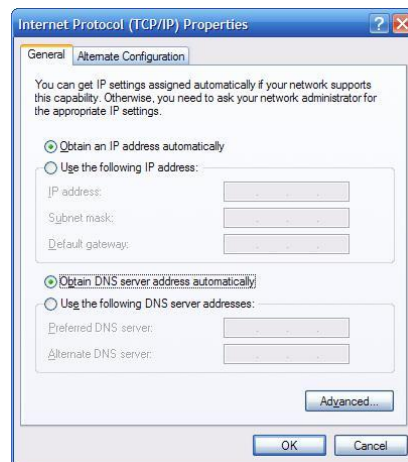 Internet Protocol (TCP/IP) Properties
General
Alternate Configuration
You can get IP settings assigned automatically if your network supports
this capability. Otherwise, you need to ask your network administrator for
the appropriate IP settings.
Obtain an IP address automatically
Use the following IP address:
IP address:
Subnet mask:
Default gateway:
Obtain DNS server address automatically
Use the following DNS server addresses:
Preferred DNS server:
Alternate DNS server:
Advanced...
OK
Cancel